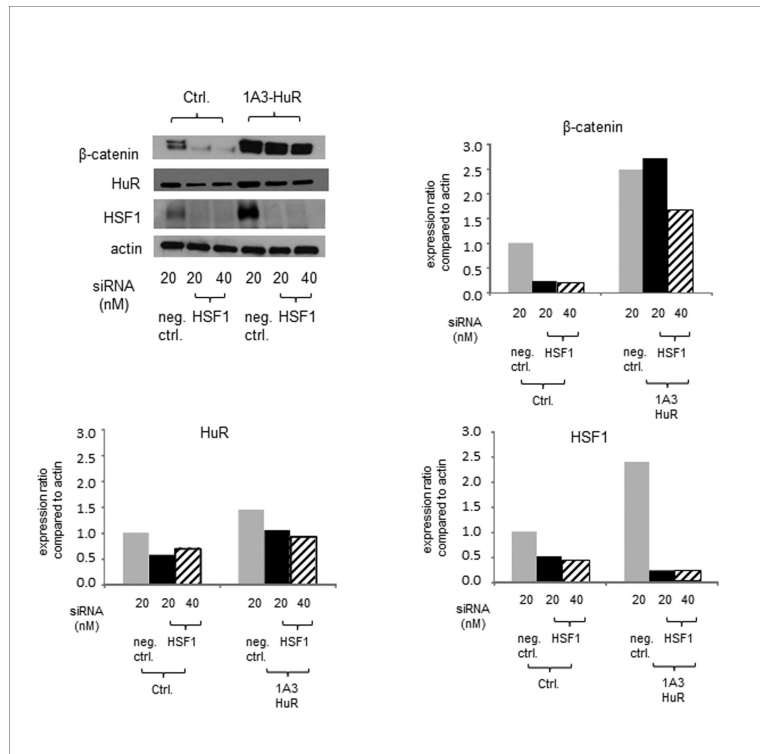 Ctrl. 1A3-HuR
β-catenin
HuR
HSF1
actin
siRNA (nM) 20 20 40 20 20 40
neg. ctrl. HSF1 neg. ctrl. HSF1
β-catenin
expression ratio compared to actin
3.0
2.5
2.0
1.5
1.0
0.5
0.0
siRNA (nM) 20 20 40 20 20 40
neg. ctrl. HSF1 neg. ctrl. HSF1
Ctrl. 1A3 HuR
HuR
expression ratio compared to actin
3.0
2.5
2.0
1.5
1.0
0.5
0.0
siRNA (nM) 20 20 40 20 20 40
neg. ctrl. HSF1 neg. ctrl. HSF1
Ctrl. 1A3 HuR
HSF1
expression ratio compared to actin
3.0
2.5
2.0
1.5
1.0
0.5
0.0
siRNA (nM) 20 20 40 20 20 40
neg. ctrl. HSF1 neg. ctrl. HSF1
Ctrl. 1A3 HuR